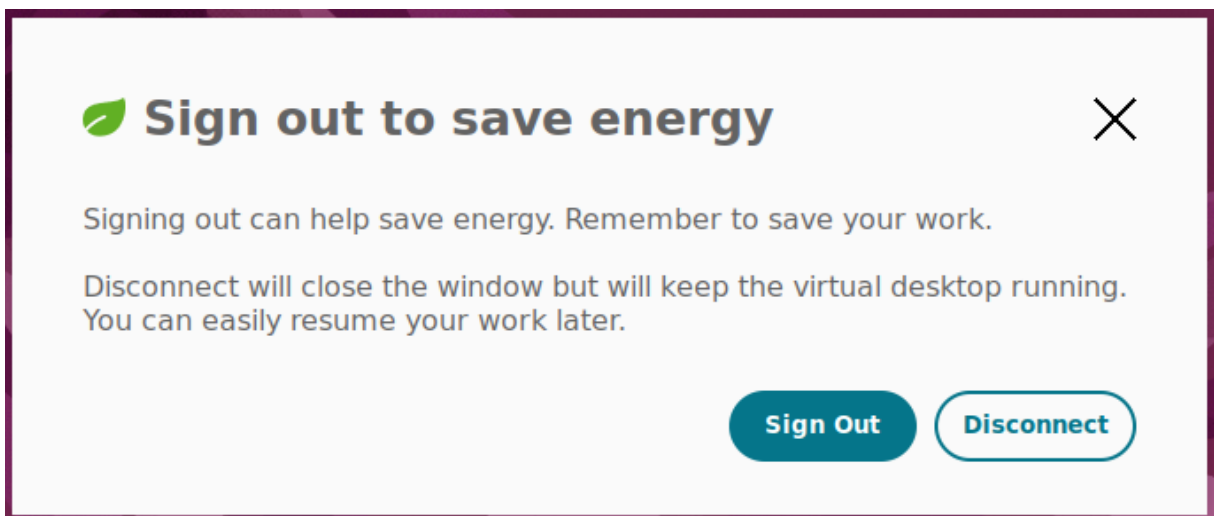 Sign out to save energy
Signing out can help save energy. Remember to save your work.
Disconnect will close the window but will keep the virtual desktop running.
You can easily resume your work later.
Sign Out
Disconnect